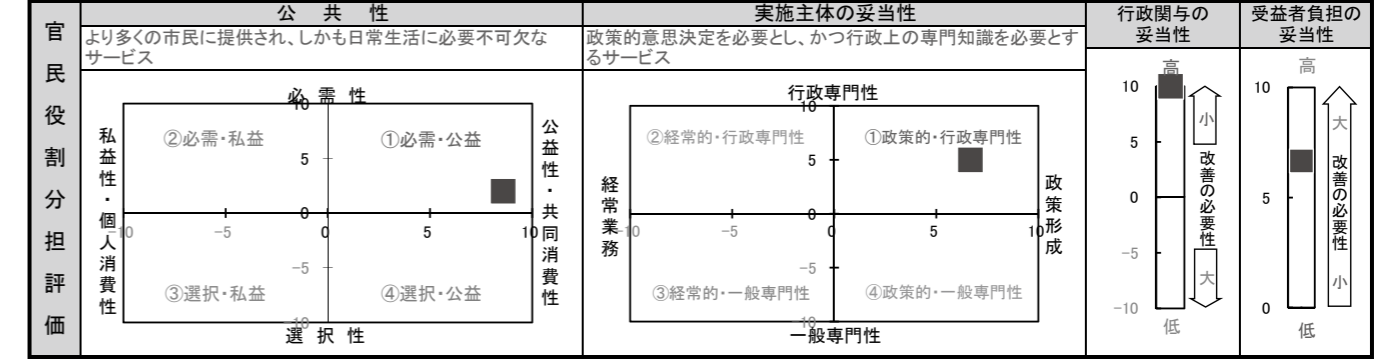 官民役割分担評価
公共性
より多くの市民に提供され、しかも日常生活に必要不可欠な
サービス
必需性
10
②必需・私益
①必需・公益
5
私益性・個人消費性
公益性・共同消費性
0
-10
-5
0
5
10
-5
③選択・私益
④選択・公益
-10
選択性
実施主体の妥当性
政策的意思決定を必要とし、かつ行政上の専門知識を必要とす
るサービス
行政専門性
10
②経常的・行政専門性
①政策的・行政専門性
5
経常業務
政策形成
0
-10
-5
0
5
10
-5
③経常的・一般専門性
④政策的・一般専門性
-10
一般専門性
行政関与の
妥当性
高
10
5
0
-5
-10
低
小
改善の必要性
大
受益者負担の
妥当性
高
10
5
0
低
大
改善の必要性
小